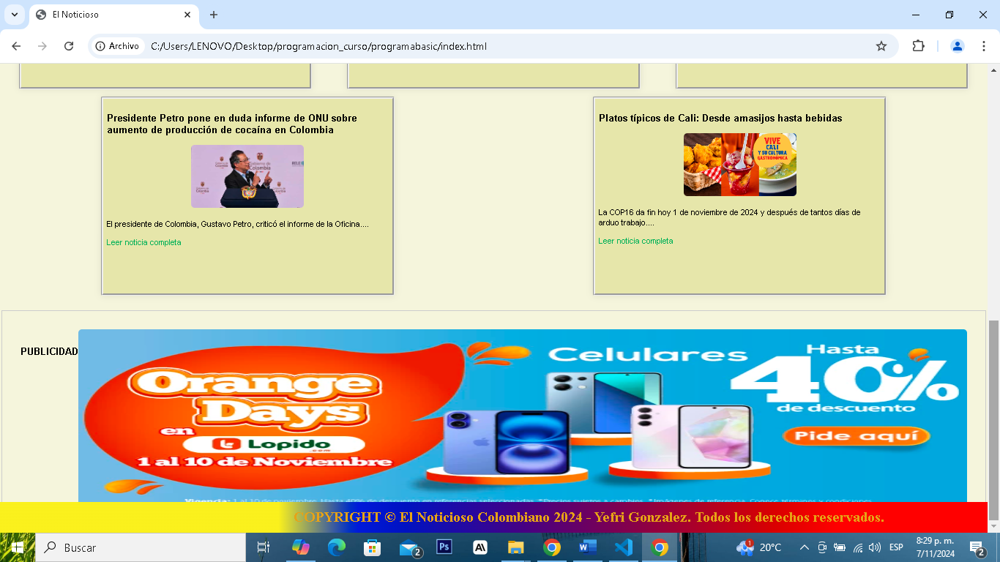 El Noticioso
Archivo
C:/Users/LENOVO/Desktop/programacion_curso/programabasic/index.html
Presidente Petro pone en duda informe de ONU sobre
aumento de producción de cocaína en Colombia
El presidente de Colombia, Gustavo Petro, criticó el informe de la Oficina....
Leer noticia completa
Platos típicos de Cali: Desde amasijos hasta bebidas
VIVE
CALI
Y SU CULTURA
GASTRONÓMICA
La COP16 da fin hoy 1 de noviembre de 2024 y después de tantos días de
arduo trabajo....
Leer noticia completa
PUBLICIDAD
Orange
Days
en
Lopido
.com
1 al 10 de Noviembre
Celulares
Hasta
40%
de descuento
Pide aquí
Vigencia: 1 al 10 de noviembre. Hasta 40% de descuento en referencias seleccionadas. *Precios sujetos a cambios. *Imágenes de referencia. Conoce términos y condiciones
COPYRIGHT © El Noticioso Colombiano 2024 - Yefri Gonzalez. Todos los derechos reservados.
Buscar
2
Ps
1
20°C
ESP
8:29 p. m.
7/11/2024
2